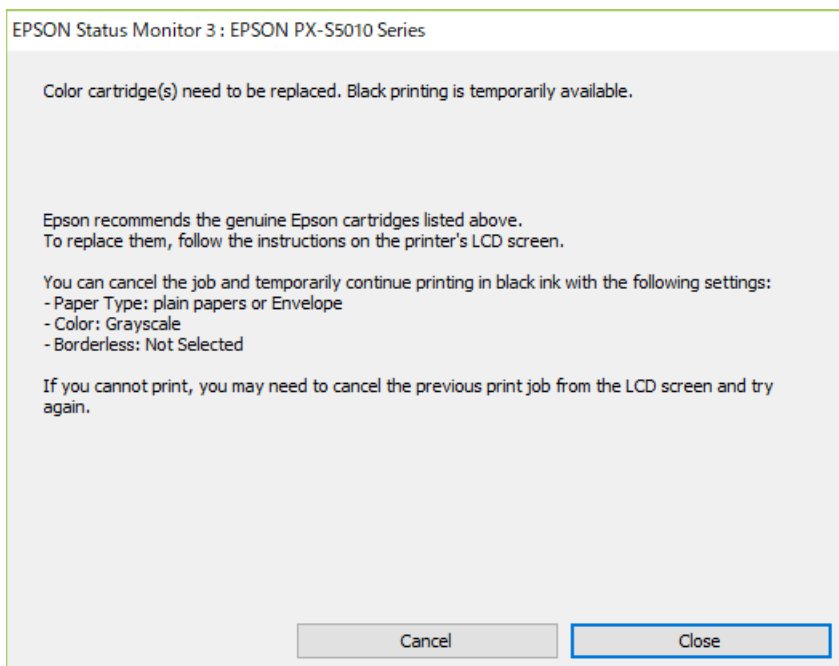 EPSON Status Monitor 3 : EPSON PX-S5010 Series
Color cartridge(s) need to be replaced. Black printing is temporarily available.
Epson recommends the genuine Epson cartridges listed above.
To replace them, follow the instructions on the printer's LCD screen.
You can cancel the job and temporarily continue printing in black ink with the following settings:
- Paper Type: plain papers or Envelope
- Color: Grayscale
- Borderless: Not Selected
If you cannot print, you may need to cancel the previous print job from the LCD screen and try
again.
Cancel
Close